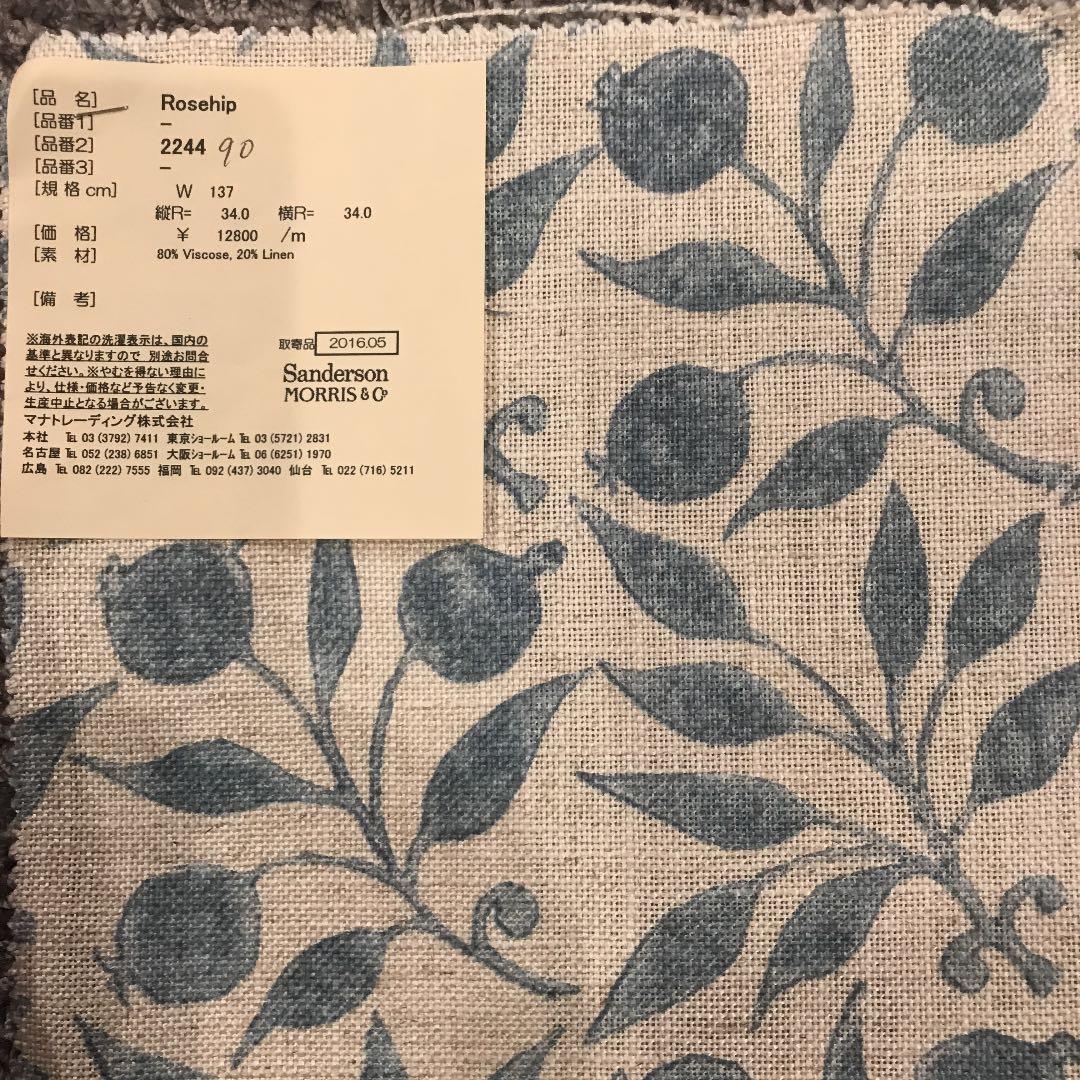 [品　名]　Rosehip
[品番1]　−
[品番2]　2244 90
[品番3]　−
[規 格 cm]　W　137
縦R=　34.0　横R=　34.0
[価　格]　¥　12800　/m
[素　材]　80% Viscose, 20% Linen
[備　考]
※海外表記の洗濯表示は、国内の
基準と異なりますので 別途お問合
せください。※やむを得ない理由に
より、仕様・価格など予告なく変更・
生産中止となる場合がございます。
取寄品 2016.05
Sanderson
MORRIS & Co
マナトレーディング株式会社
本社　℡ 03 (3792) 7411　東京ショールーム ℡ 03 (5721) 2831
名古屋 ℡ 052 (238) 6851　大阪ショールーム ℡ 06 (6251) 1970
広島　℡ 082 (222) 7555　福岡　℡ 092 (437) 3040　仙台　℡ 022 (716) 5211